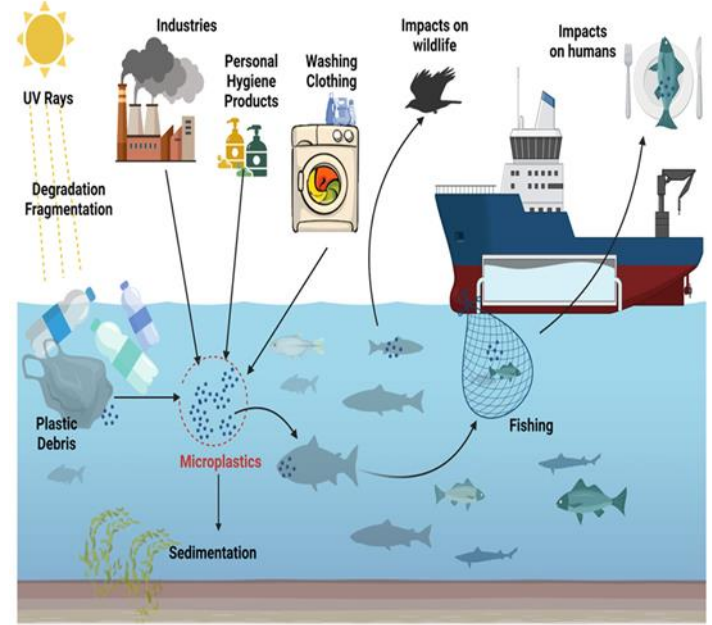 Industries
Impacts on
wildlife
Impacts
on humans
Personal
Hygiene
Products
Washing
Clothing
UV Rays
Degradation
Fragmentation
Plastic
Debris
Microplastics
Fishing
Sedimentation